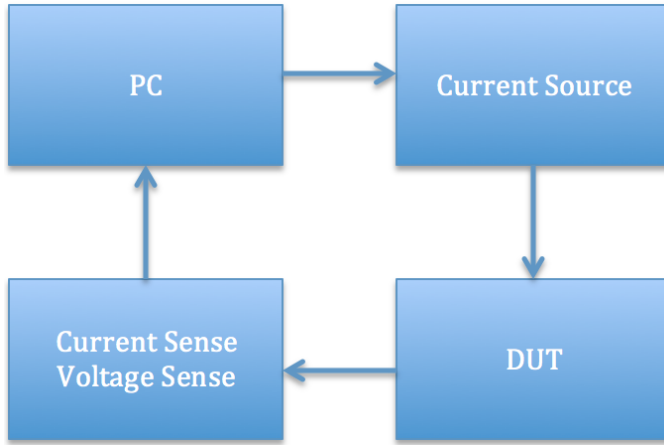 PC
Current Source
Current Sense
Voltage Sense
DUT